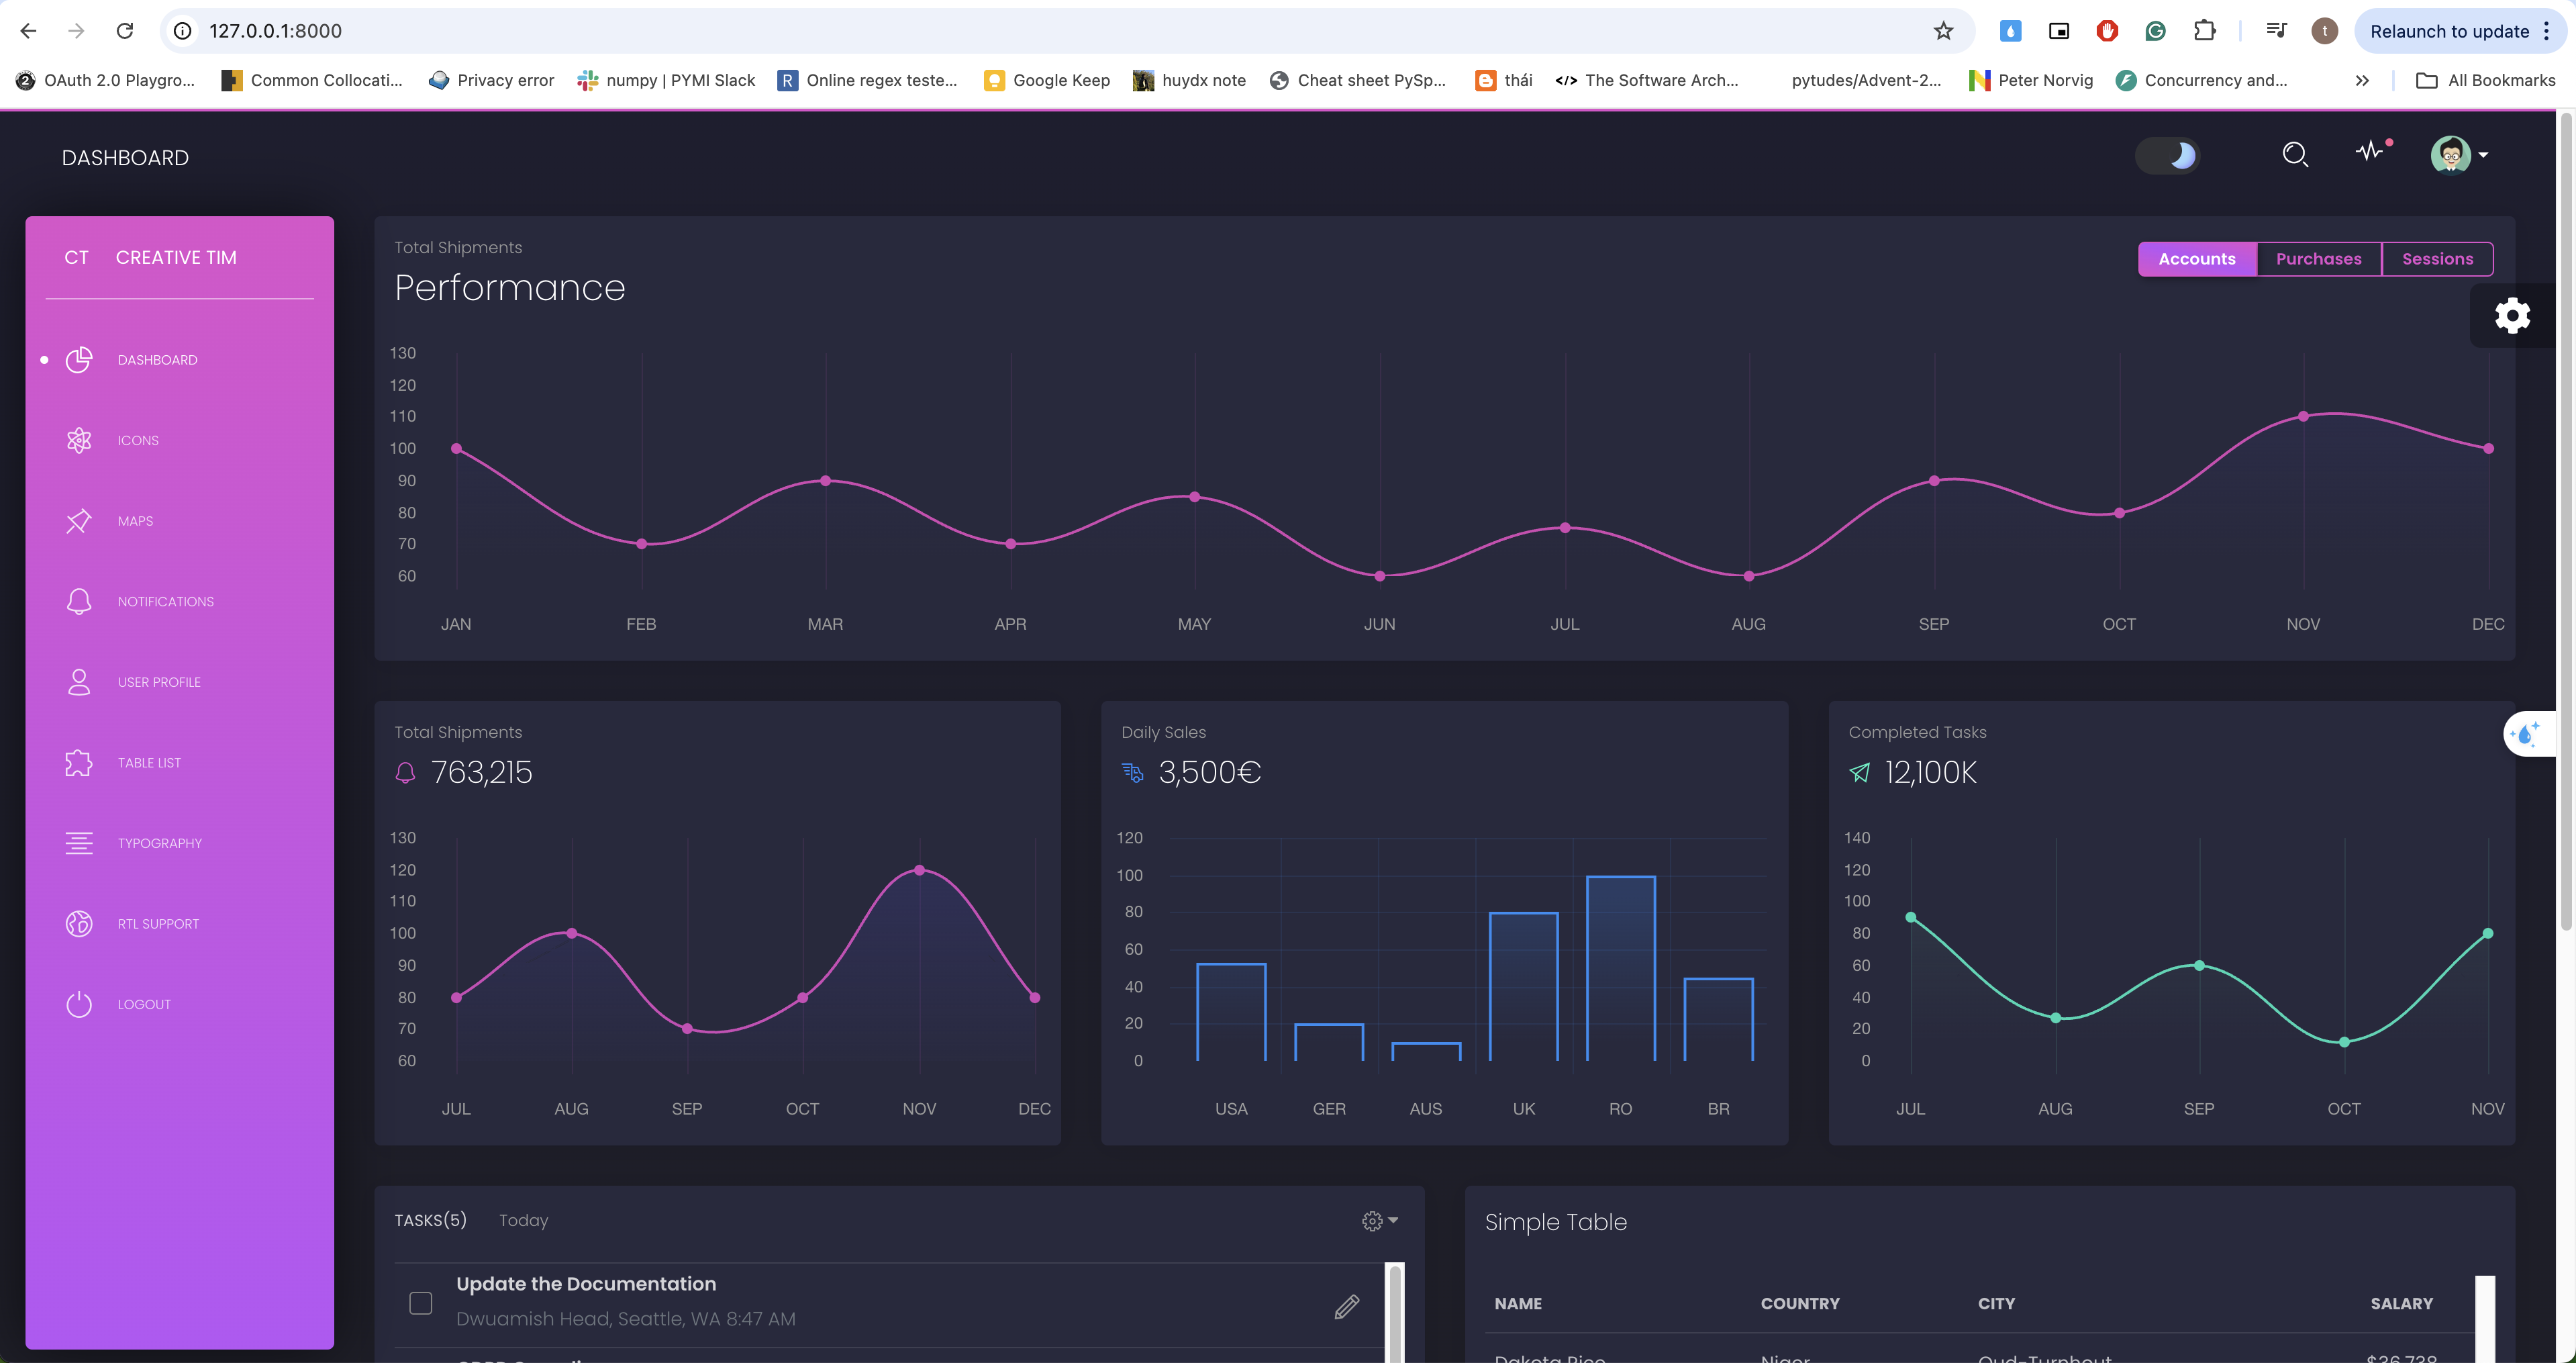 127.0.0.1:8000
Relaunch to update
OAuth 2.0 Playgro...
Common Collocati...
Privacy error
numpy | PYMI Slack
R
Online regex teste...
Google Keep
huydx note
Cheat sheet PySp...
thái
The Software Arch...
pytudes/Advent-2...
Peter Norvig
Concurrency and...
All Bookmarks
DASHBOARD
CT CREATIVE TIM
DASHBOARD
ICONS
MAPS
NOTIFICATIONS
USER PROFILE
TABLE LIST
TYPOGRAPHY
RTL SUPPORT
LOGOUT
Total Shipments
Performance
Accounts Purchases Sessions
130
120
110
100
90
80
70
60
JAN FEB MAR APR MAY JUN JUL AUG SEP OCT NOV DEC
Total Shipments
763,215
130
120
110
100
90
80
70
60
JUL AUG SEP OCT NOV DEC
Daily Sales
3,500€
120
100
80
60
40
20
0
USA GER AUS UK RO BR
Completed Tasks
12,100K
140
120
100
80
60
40
20
0
JUL AUG SEP OCT NOV
TASKS(5) Today
Update the Documentation
Dwuamish Head, Seattle, WA 8:47 AM
Simple Table
NAME COUNTRY CITY SALARY
Dakota Rice Niger Oud-Turnhout $36,738